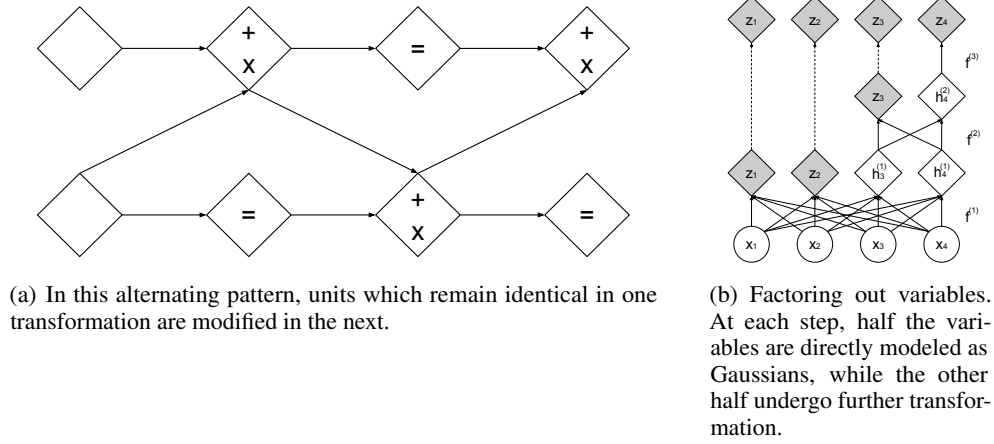 +
x
=
+
x
=
+
x
=
z1 z2 z3 z4
f(3)
z3 h4(2)
f(2)
z1 z2 h3(1) h4(1)
f(1)
x1 x2 x3 x4
(a) In this alternating pattern, units which remain identical in one
transformation are modified in the next.
(b) Factoring out variables.
At each step, half the vari-
ables are directly modeled as
Gaussians, while the other
half undergo further transfor-
mation.